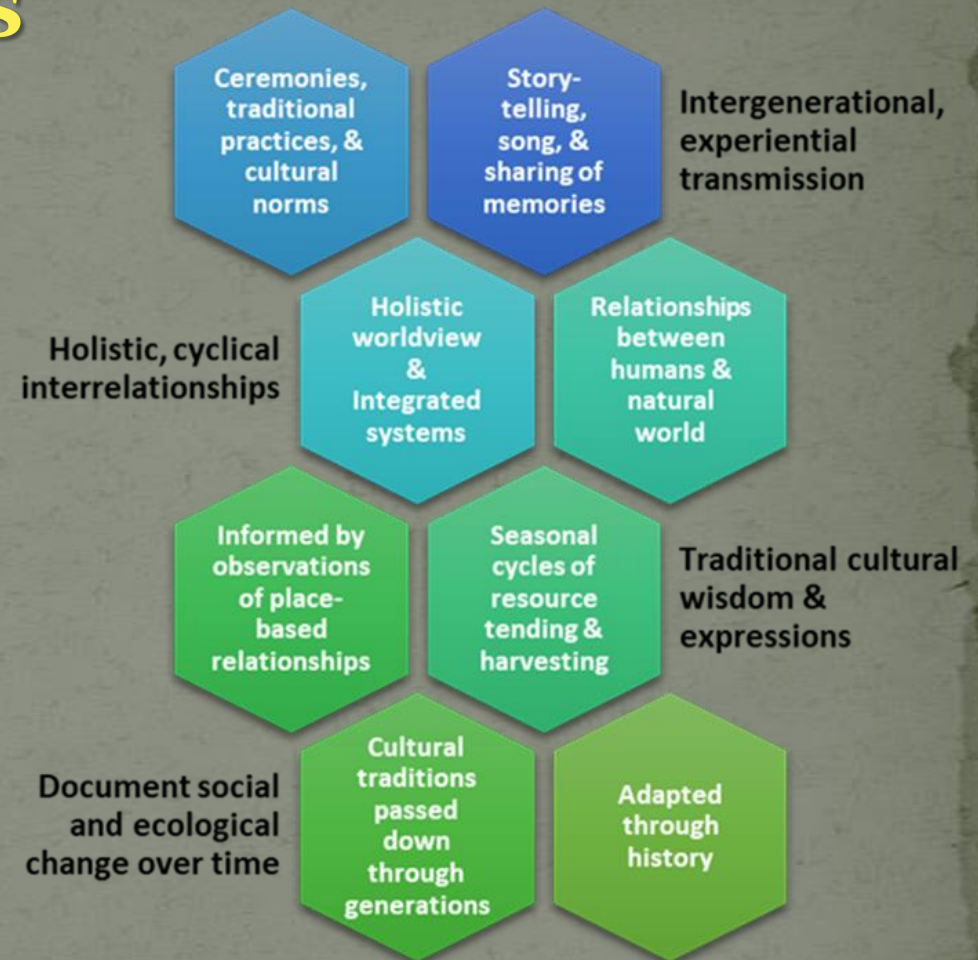 s
Ceremonies,
traditional
practices, &
cultural
norms
Story-
telling,
song, &
sharing of
memories
Intergenerational,
experiential
transmission
Holistic, cyclical
interrelationships
Holistic
worldview
&
Integrated
systems
Relationships
between
humans &
natural
world
Informed by
observations
of place-
based
relationships
Seasonal
cycles of
resource
tending &
harvesting
Traditional cultural
wisdom &
expressions
Document social
and ecological
change over time
Cultural
traditions
passed
down
through
generations
Adapted
through
history